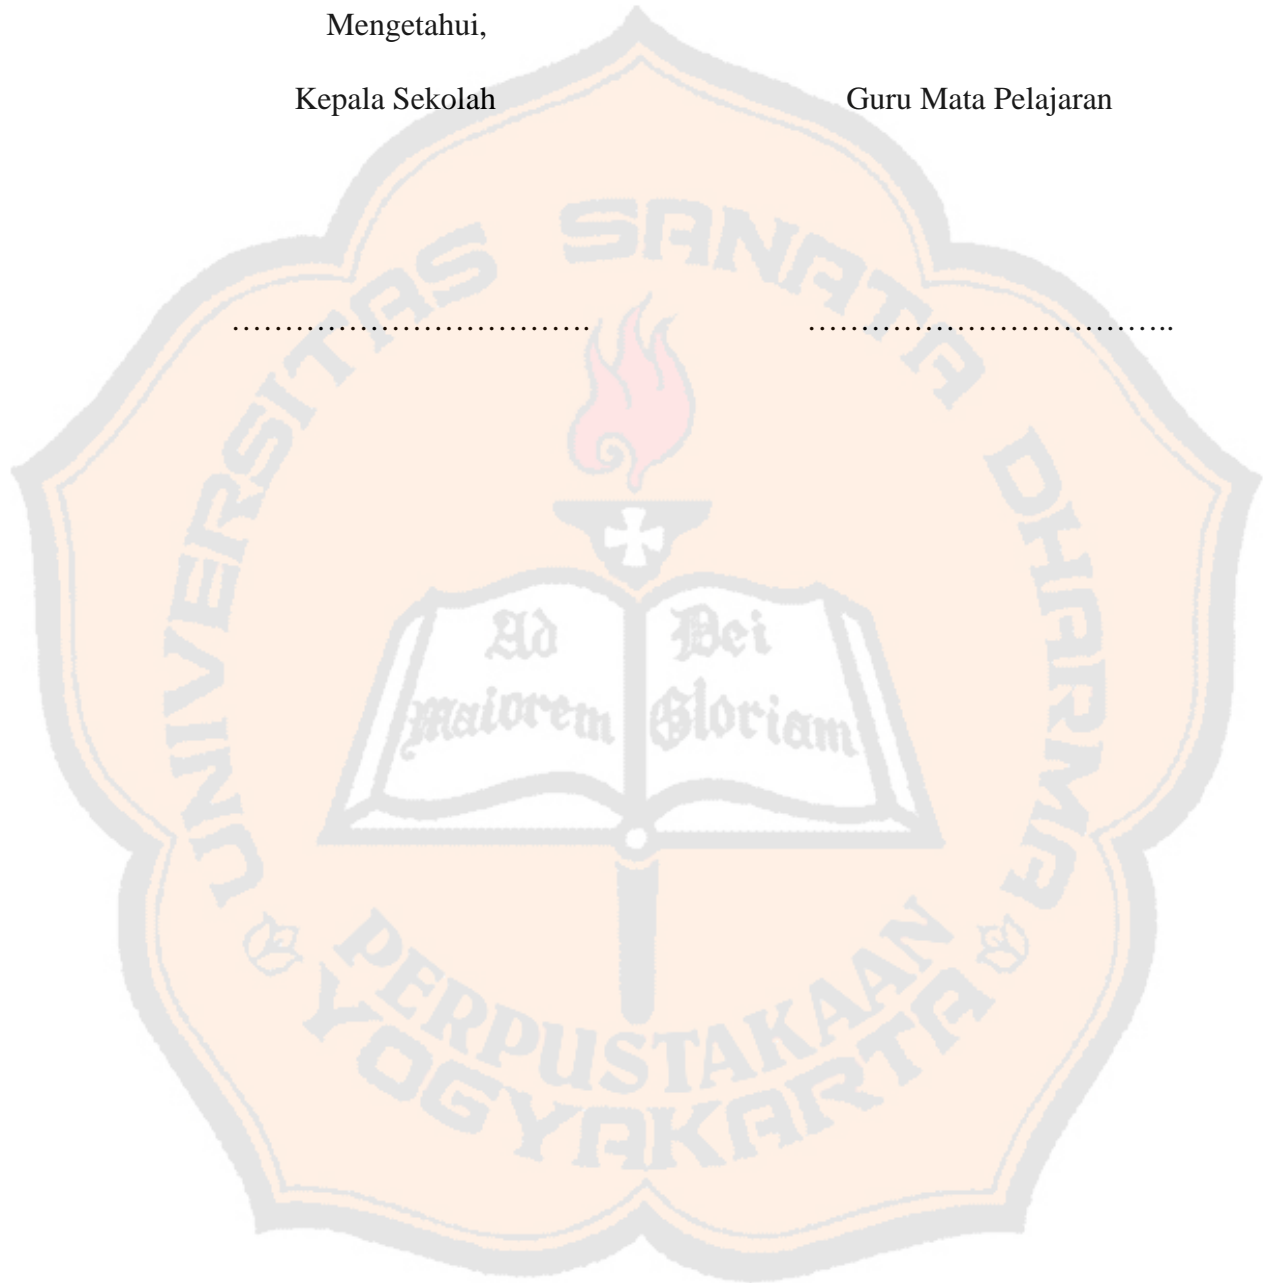 Mengetahui,
Kepala Sekolah Guru Mata Pelajaran
……………………………. ……………………………..
UNIVERSITAS SANATA DHARMA
Ad Dei
maiorem Gloriam
PERPUSTAKAAN
YOGYAKARTA